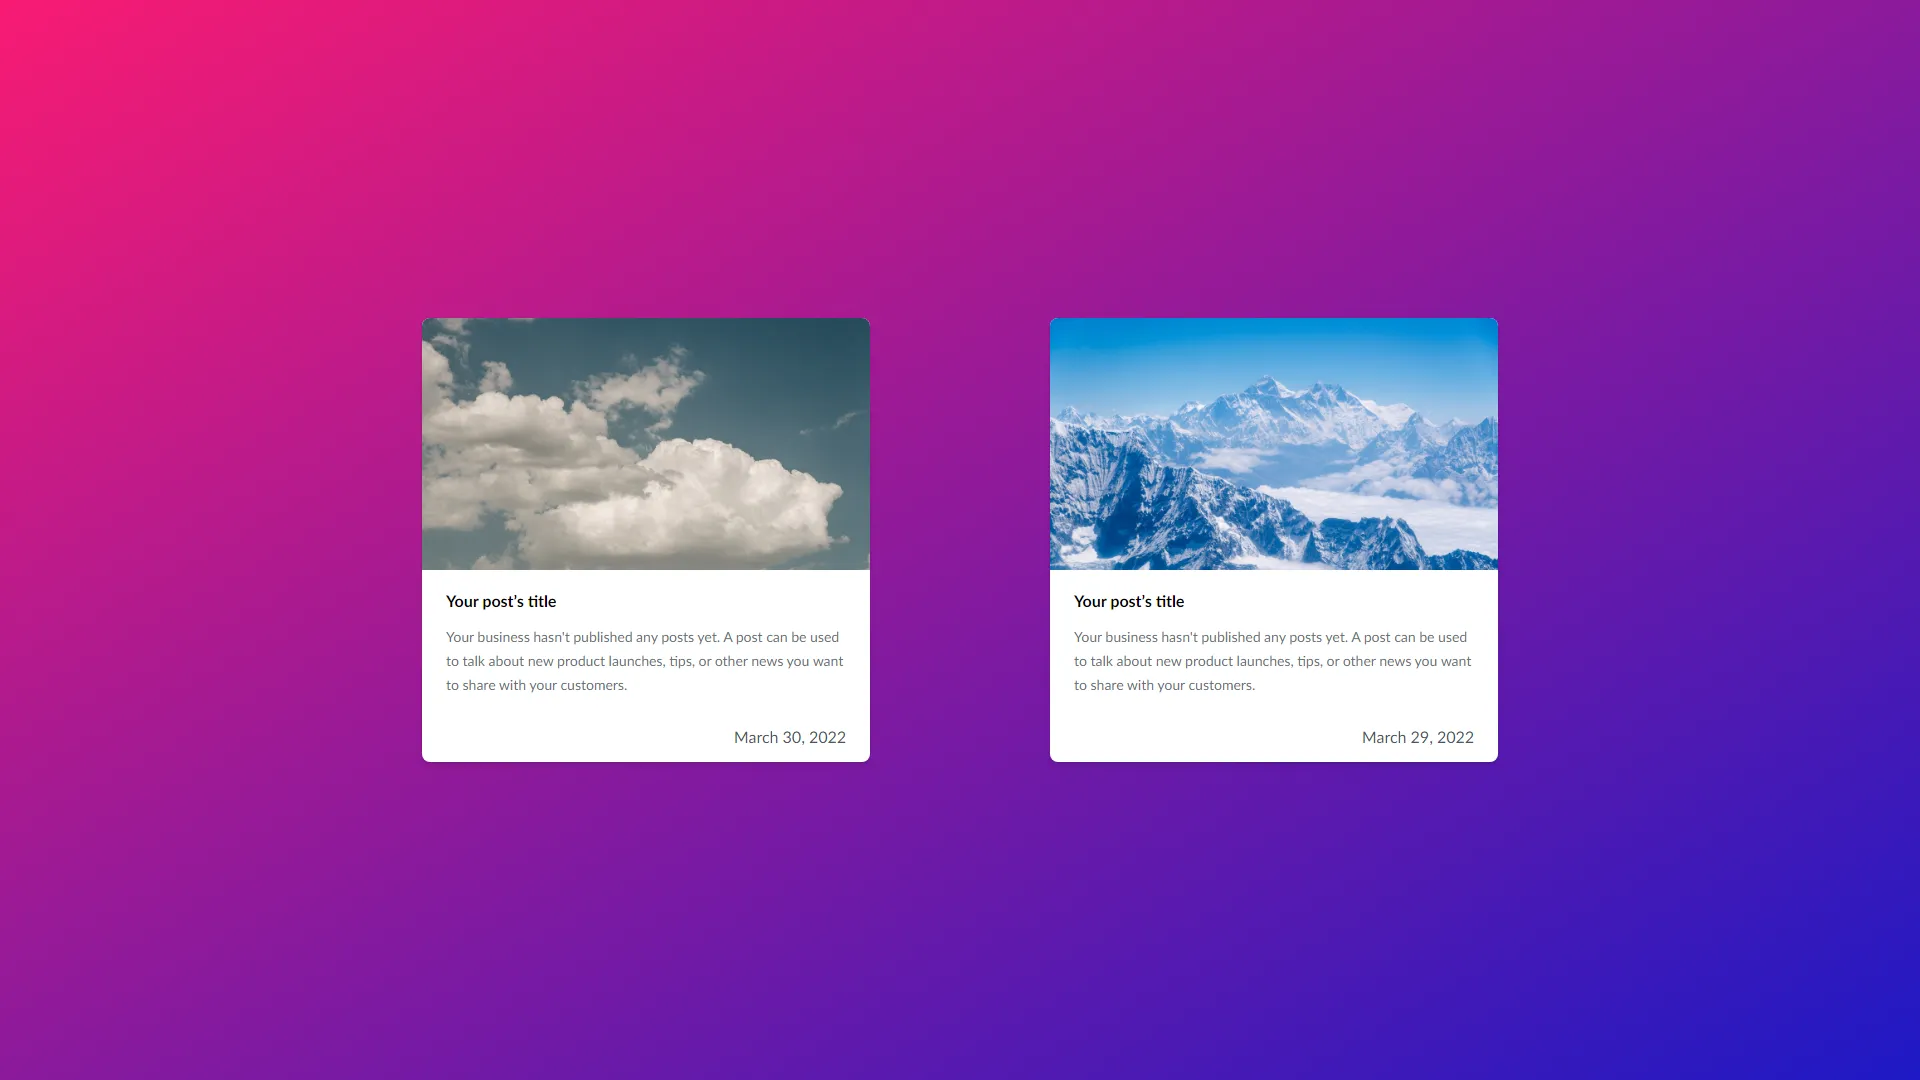 Your post’s title
Your business hasn't published any posts yet. A post can be used
to talk about new product launches, tips, or other news you want
to share with your customers.
March 30, 2022
Your post’s title
Your business hasn't published any posts yet. A post can be used
to talk about new product launches, tips, or other news you want
to share with your customers.
March 29, 2022